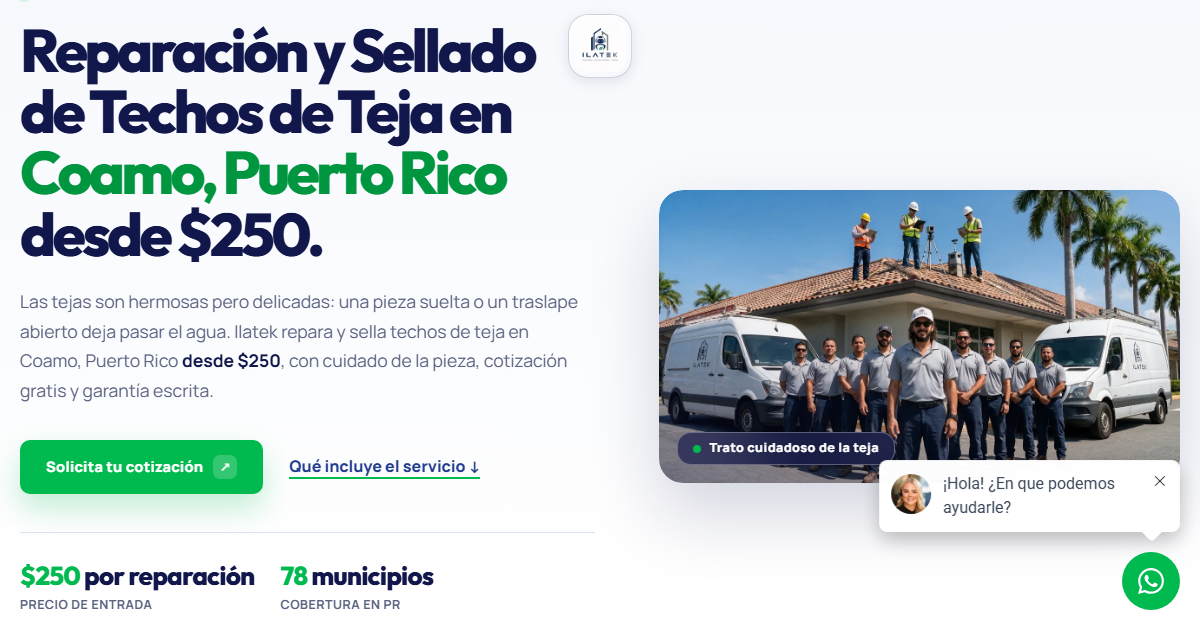 Reparación y Sellado
de Techos de Teja en
Coamo, Puerto Rico
desde $250.
ILATEK
Las tejas son hermosas pero delicadas: una pieza suelta o un traslape
abierto deja pasar el agua. Ilatek repara y sella techos de teja en
Coamo, Puerto Rico desde $250, con cuidado de la pieza, cotización
gratis y garantía escrita.
Solicita tu cotización ↗
Qué incluye el servicio ↓
$250 por reparación
PRECIO DE ENTRADA
78 municipios
COBERTURA EN PR
ILATEK
ILATEK
Trato cuidadoso de la teja
¡Hola! ¿En que podemos
ayudarle?